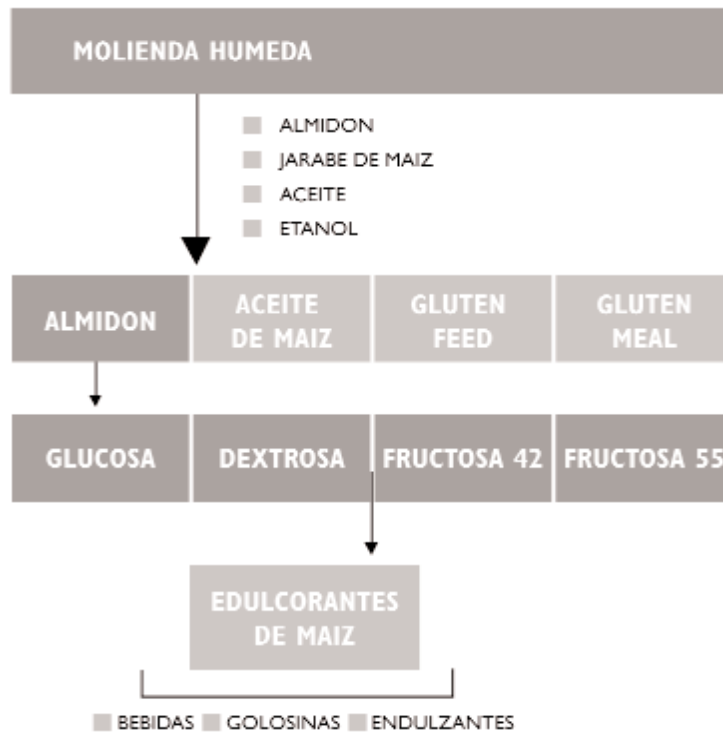 MOLIENDA HUMEDA
ALMIDON
JARABE DE MAIZ
ACEITE
ETANOL
ALMIDON
ACEITE
DE MAIZ
GLUTEN
FEED
GLUTEN
MEAL
GLUCOSA
DEXTROSA
FRUCTOSA 42
FRUCTOSA 55
EDULCORANTES
DE MAIZ
BEBIDAS GOLOSINAS ENDULZANTES